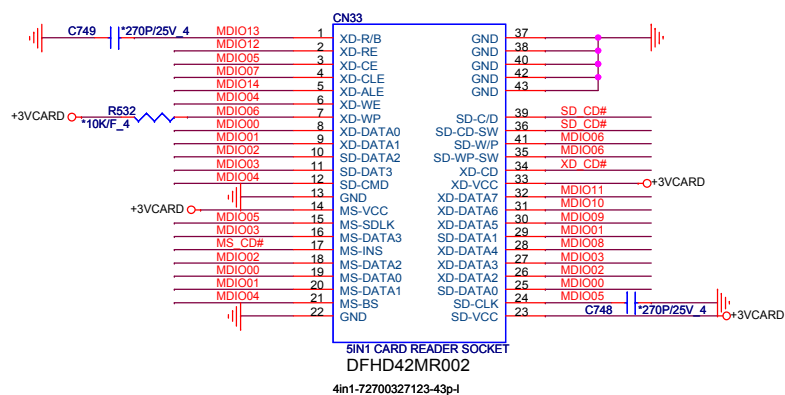 CN33
C749 *270P/25V_4 MDIO13 1 XD-R/B GND 37
MDIO12 2 XD-RE GND 38
MDIO05 3 XD-CE GND 40
MDIO07 4 XD-CLE GND 42
MDIO14 5 XD-ALE GND 43
MDIO04 6 XD-WE
+3VCARD R532 *10K/F_4 MDIO06 7 XD-WP SD-C/D 39 SD_CD#
MDIO00 8 XD-DATA0 SD-CD-SW 36 SD_CD#
MDIO01 9 XD-DATA1 SD-W/P 41 MDIO06
MDIO02 10 SD-DATA2 SD-WP-SW 35 MDIO06
MDIO03 11 SD-DAT3 XD-CD 34 XD_CD#
MDIO04 12 SD-CMD XD-VCC 33 +3VCARD
13 GND XD-DATA7 32 MDIO11
+3VCARD 14 MS-VCC XD-DATA6 31 MDIO10
MDIO05 15 MS-SDLK XD-DATA5 30 MDIO09
MDIO03 16 MS-DATA3 SD-DATA1 29 MDIO01
MS_CD# 17 MS-INS XD-DATA4 28 MDIO08
MDIO02 18 MS-DATA2 XD-DATA3 27 MDIO03
MDIO00 19 MS-DATA0 XD-DATA2 26 MDIO02
MDIO01 20 MS-DATA1 SD-DATA0 25 MDIO00
MDIO04 21 MS-BS SD-CLK 24 MDIO05 C748 *270P/25V_4
22 GND SD-VCC 23 +3VCARD
5IN1 CARD READER SOCKET
DFHD42MR002
4in1-72700327123-43p-l